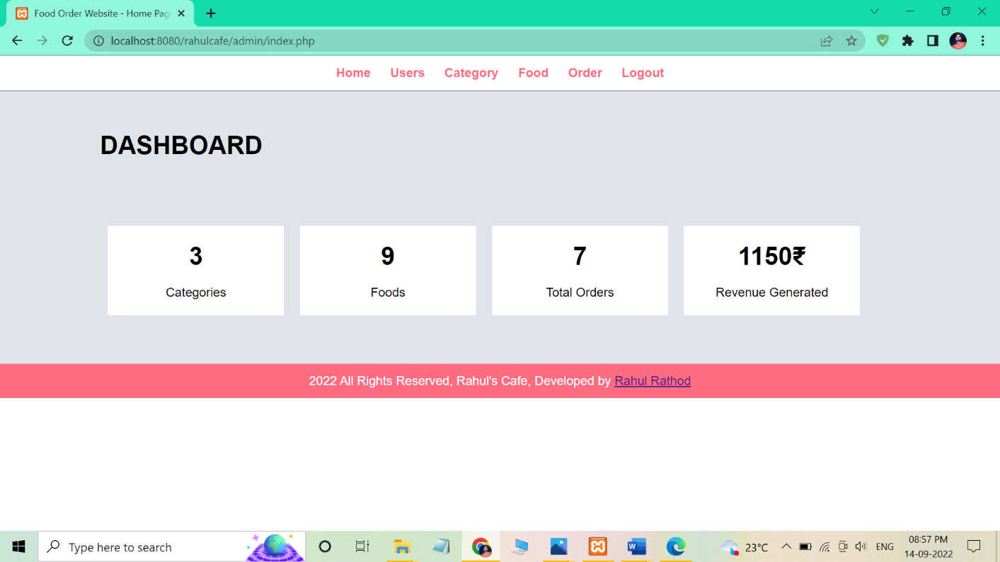 Food Order Website - Home Pag
localhost:8080/rahulcafe/admin/index.php
Home Users Category Food Order Logout
DASHBOARD
3 9 7 1150₹
Categories Foods Total Orders Revenue Generated
2022 All Rights Reserved, Rahul's Cafe, Developed by Rahul Rathod
Type here to search
23°C
ENG
08:57 PM
14-09-2022